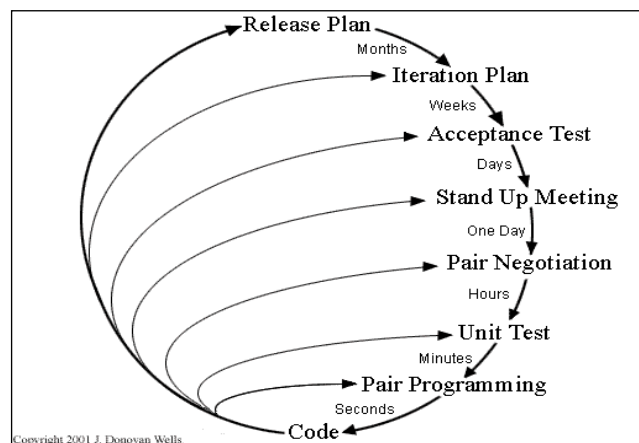 Release Plan
Months
Iteration Plan
Weeks
Acceptance Test
Days
Stand Up Meeting
One Day
Pair Negotiation
Hours
Unit Test
Minutes
Pair Programming
Seconds
Code
Copyright 2001 J. Donovan Wells